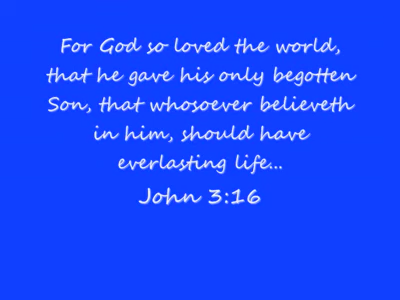 For God so loved the world,
that he gave his only begotten
Son, that whosoever believeth
in him, should have
everlasting life...
John 3:16